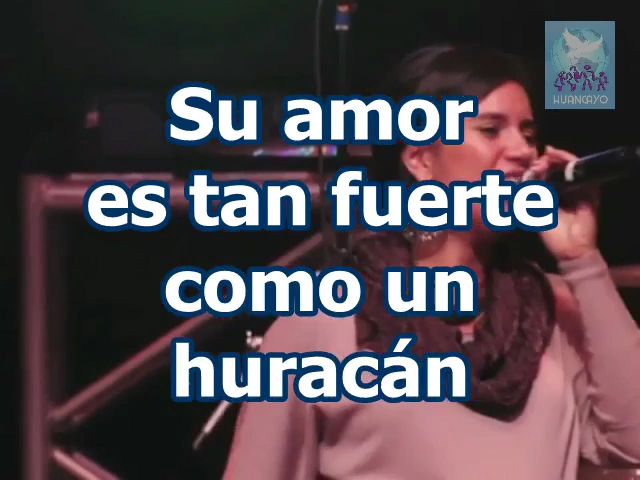 HUANCAYO
Su amor
es tan fuerte
como un
huracán